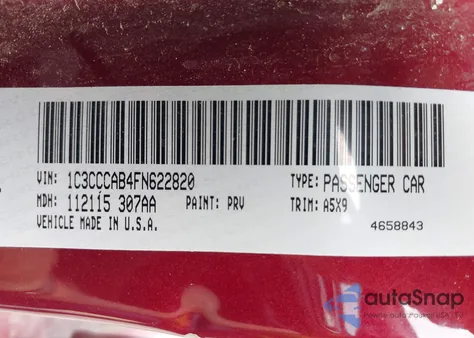 VIN: 1C3CCCAB4FN622820 TYPE: PASSENGER CAR
MDH: 112115 307AA PAINT: PRV TRIM: A5X9
VEHICLE MADE IN U.S.A. 4658843
autoSnap